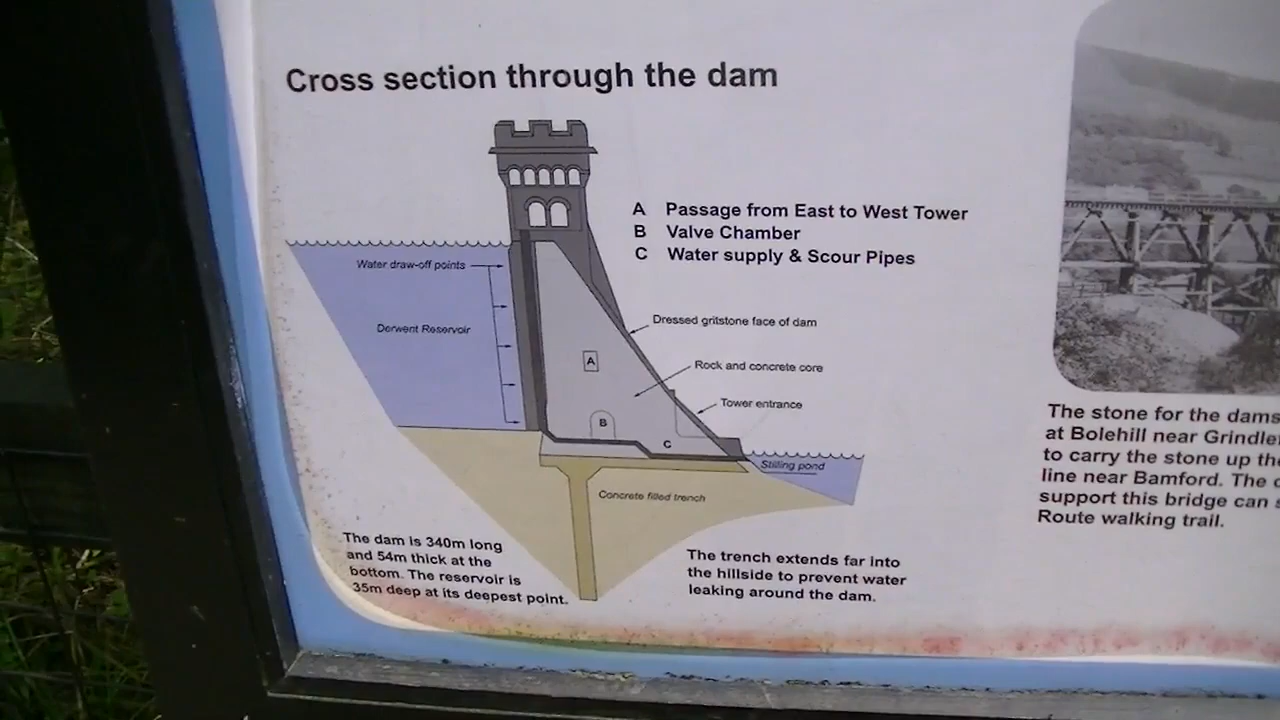 Cross section through the dam
A Passage from East to West Tower
B Valve Chamber
C Water supply & Scour Pipes
Water draw-off points
Derwent Reservoir
Dressed gritstone face of dam
Rock and concrete core
Tower entrance
A
B
C
Stilling pond
Concrete filled trench
The dam is 340m long
and 54m thick at the
bottom. The reservoir is
35m deep at its deepest point.
The trench extends far into
the hillside to prevent water
leaking around the dam.
The stone for the dams
at Bolehill near
to carry the stone up
line near Bamford. The
support this bridge can
Route walking trail.